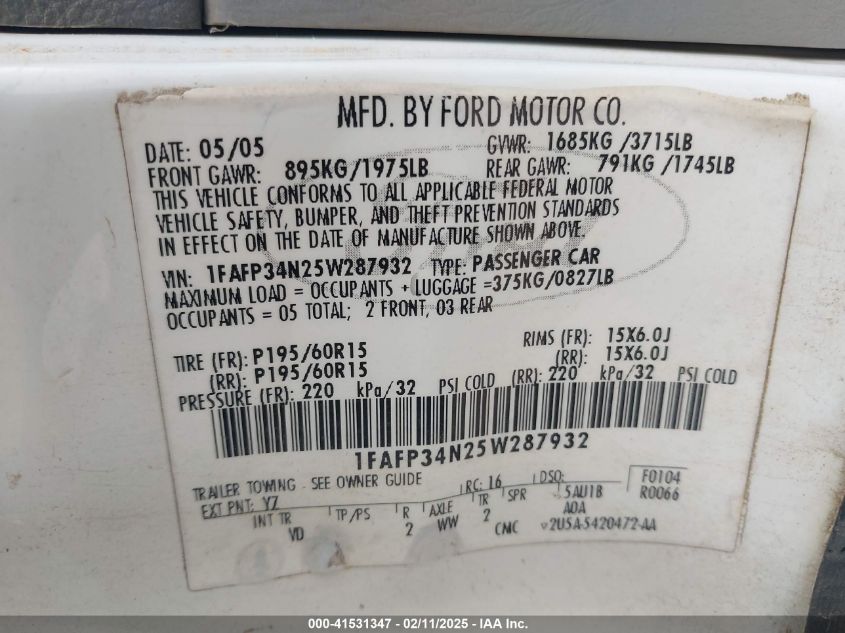 MFD. BY FORD MOTOR CO.
DATE: 05/05 GVWR: 1685KG /3715LB
FRONT GAWR: 895KG/1975LB REAR GAWR: 791KG /1745LB
THIS VEHICLE CONFORMS TO ALL APPLICABLE FEDERAL MOTOR
VEHICLE SAFETY, BUMPER, AND THEFT PREVENTION STANDARDS
IN EFFECT ON THE DATE OF MANUFACTURE SHOWN ABOVE.
VIN: 1FAFP34N25W287932 TYPE: PASSENGER CAR
MAXIMUM LOAD = OCCUPANTS + LUGGAGE =375KG/0827LB
OCCUPANTS = 05 TOTAL; 2 FRONT, 03 REAR
TIRE (FR): P195/60R15 RIMS (FR): 15X6.0J
(RR): P195/60R15 (RR): 15X6.0J
PRESSURE (FR): 220 kPa/32 PSI COLD (RR): 220 kPa/32 PSI COLD
1FAFP34N25W287932
TRAILER TOWING - SEE OWNER GUIDE RC: 16 DSO: F0104
EXT PNT: YZ 5AU1B R0066
INT TR TP/PS R AXLE TR SPR AOA
VD 2 WW 2 CMC v2U5A-5420472-AA
000-41531347 - 02/11/2025 - IAA Inc.